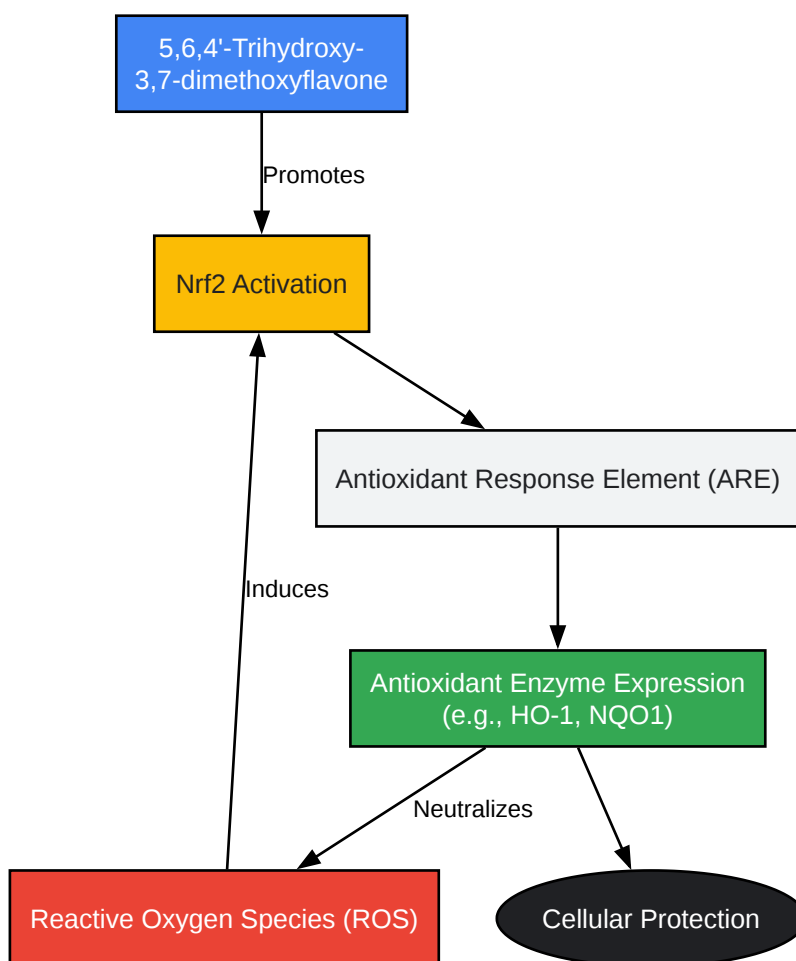 5,6,4'-Trihydroxy-
3,7-dimethoxyflavone
Promotes
Nrf2 Activation
Antioxidant Response Element (ARE)
Induces
Antioxidant Enzyme Expression
(e.g., HO-1, NQO1)
Neutralizes
Reactive Oxygen Species (ROS)
Cellular Protection